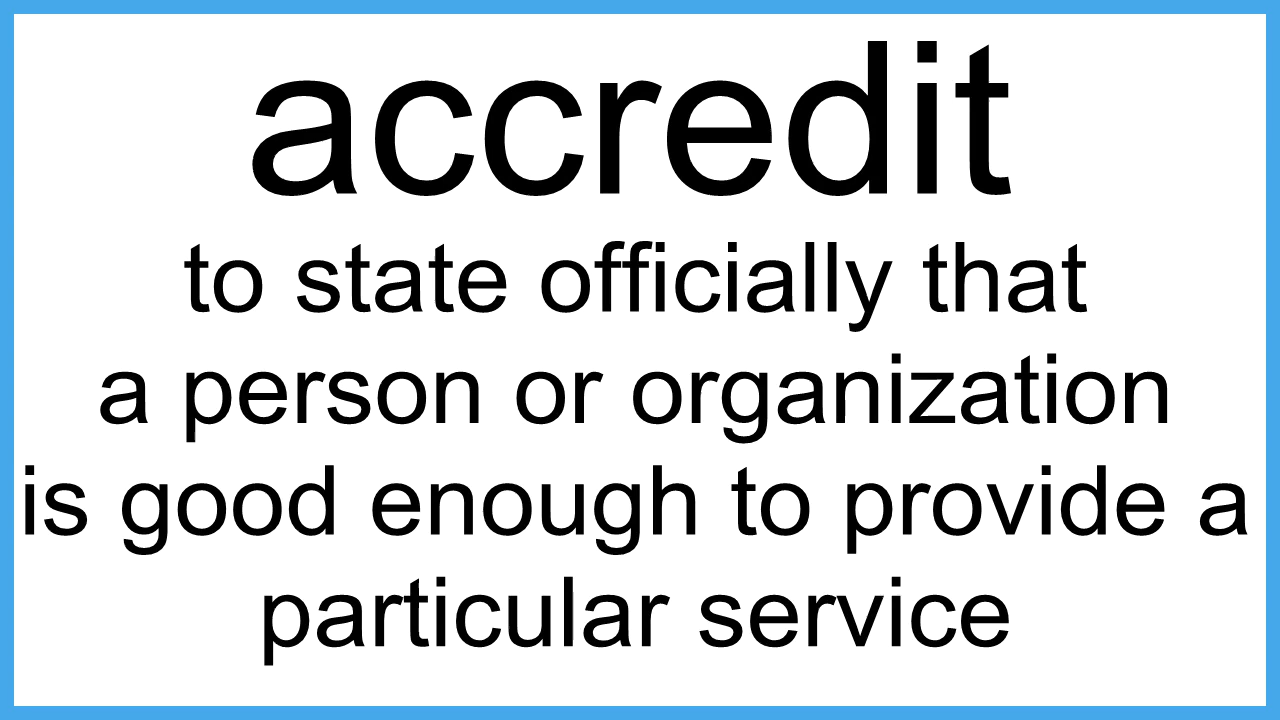 accredit
to state officially that
a person or organization
is good enough to provide a
particular service